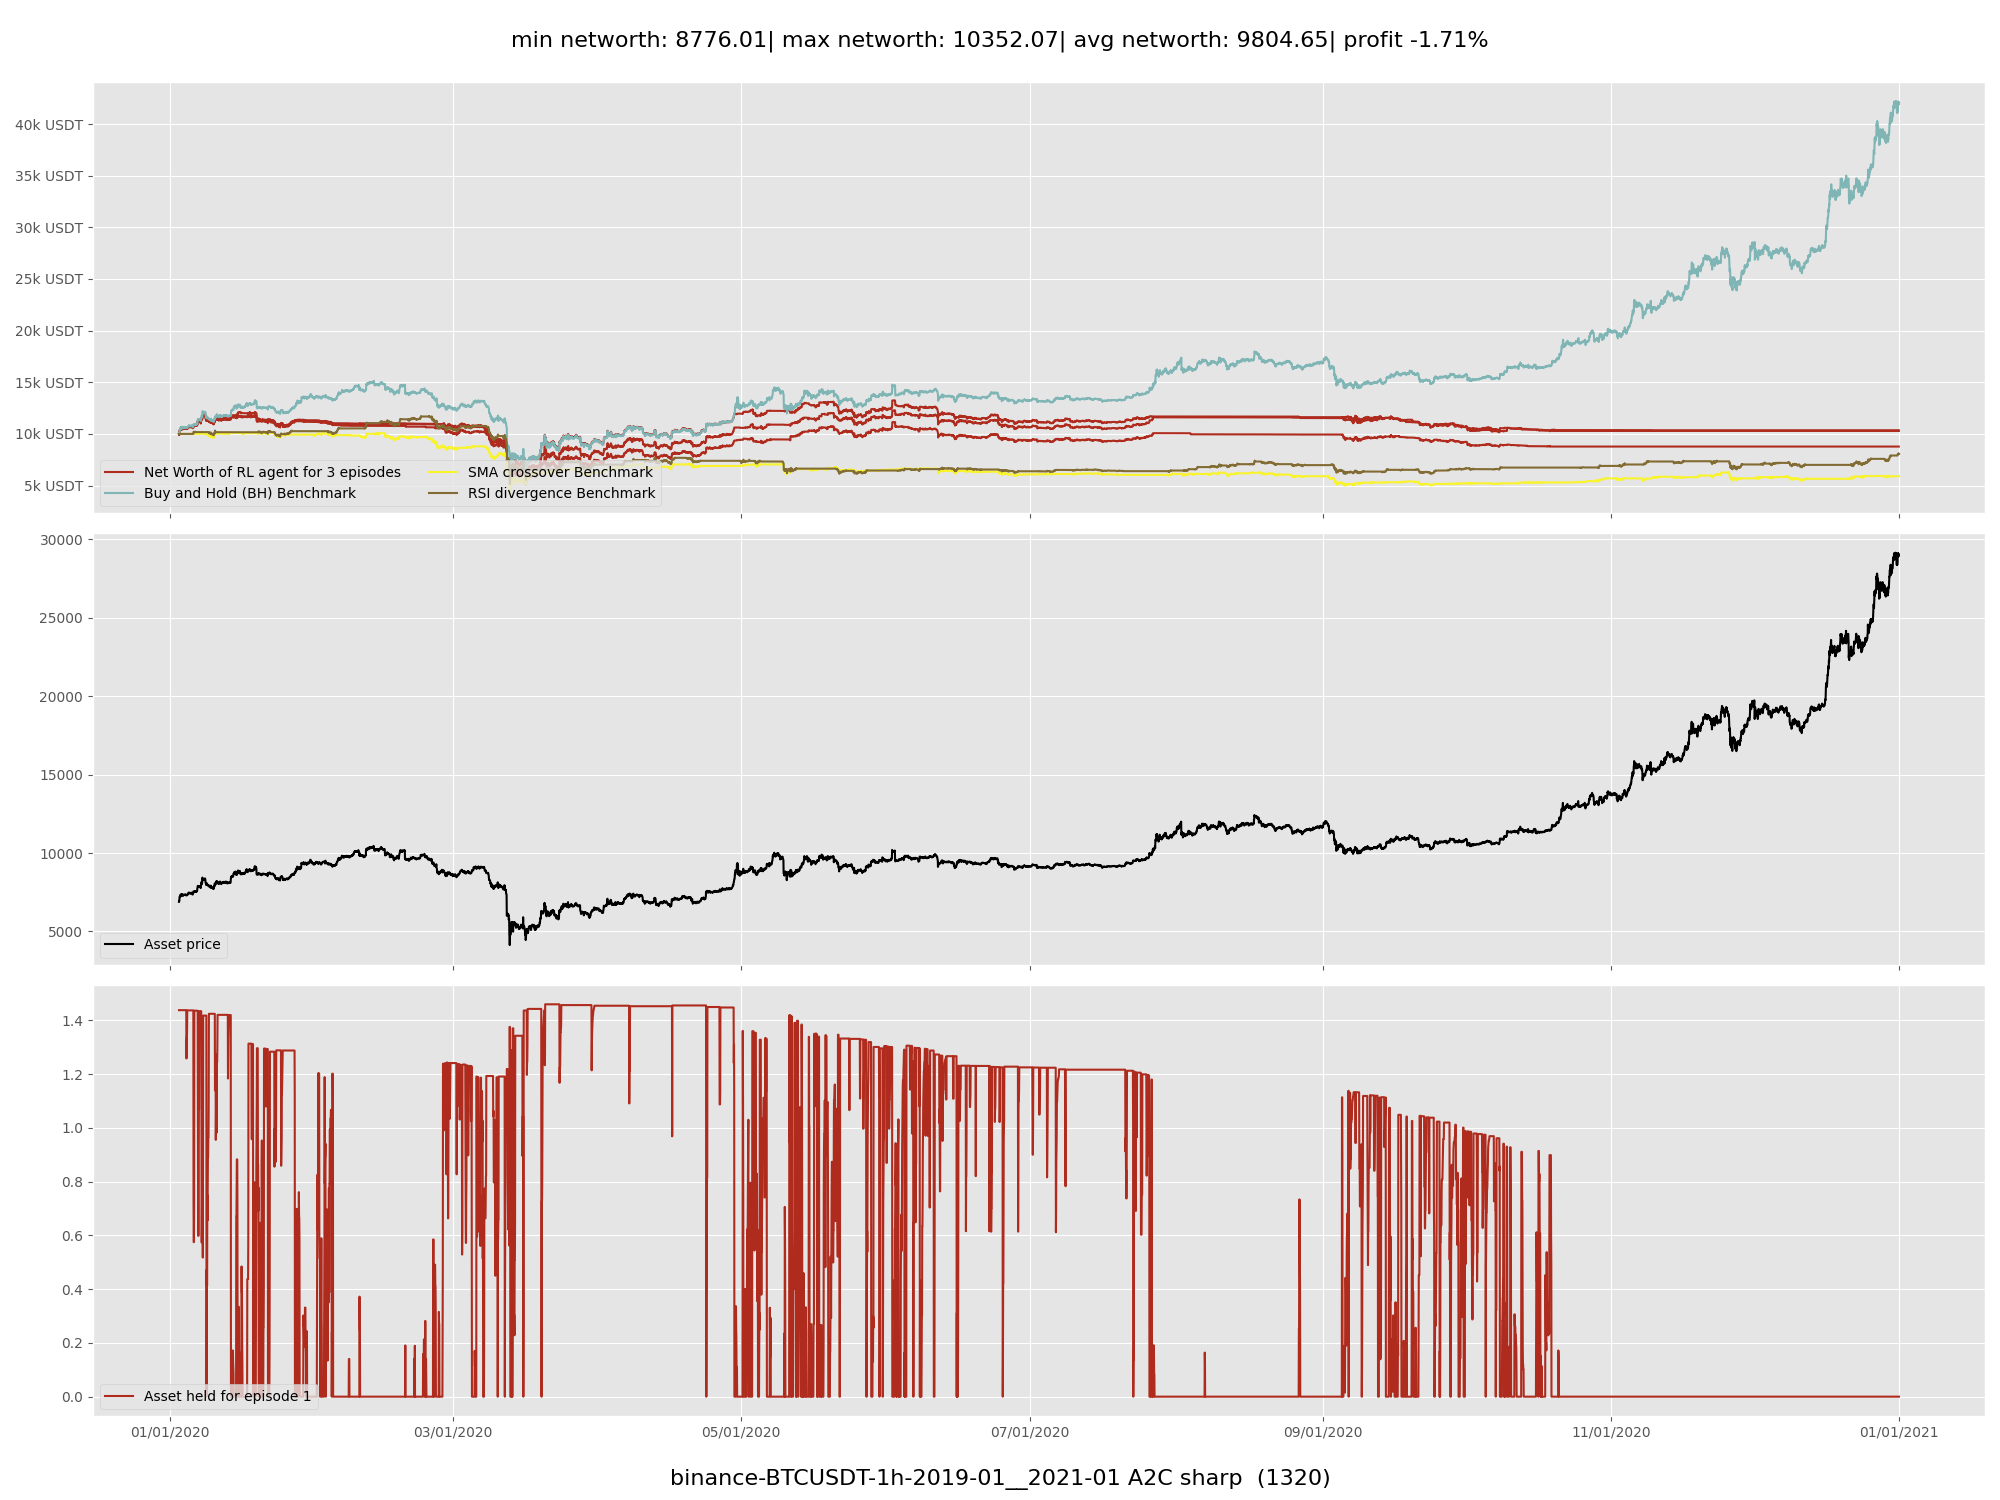 min networth: 8776.01| max networth: 10352.07| avg networth: 9804.65| profit -1.71%
40k USDT
35k USDT
30k USDT
25k USDT
20k USDT
15k USDT
10k USDT
5k USDT
Net Worth of RL agent for 3 episodes
Buy and Hold (BH) Benchmark
SMA crossover Benchmark
RSI divergence Benchmark
30000
25000
20000
15000
10000
5000
Asset price
1.4
1.2
1.0
0.8
0.6
0.4
0.2
0.0
Asset held for episode 1
01/01/2020 03/01/2020 05/01/2020 07/01/2020 09/01/2020 11/01/2020 01/01/2021
binance-BTCUSDT-1h-2019-01__2021-01 A2C sharp  (1320)